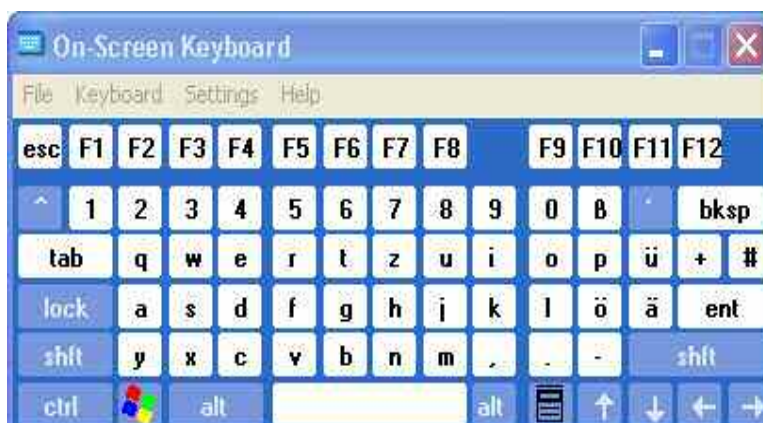 On-Screen Keyboard
File Keyboard Settings Help
esc F1 F2 F3 F4 F5 F6 F7 F8 F9 F10 F11 F12
^ 1 2 3 4 5 6 7 8 9 0 ß ´ bksp
tab q w e r t z u i o p ü + #
lock a s d f g h j k l ö ä ent
shft y x c v b n m , . - shft
ctrl alt alt ↑ ↓ ← →